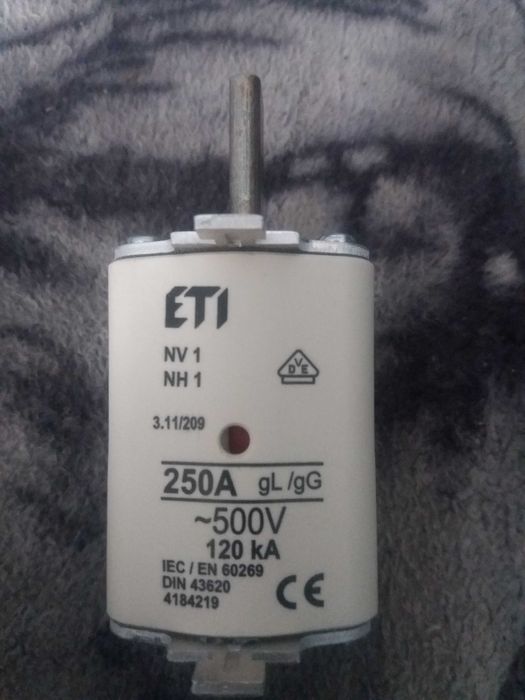 ETI
NV 1
NH 1
VDE
3.11/209
250A gL/gG
~500V
120 kA
IEC / EN 60269
DIN 43620
4184219
CE